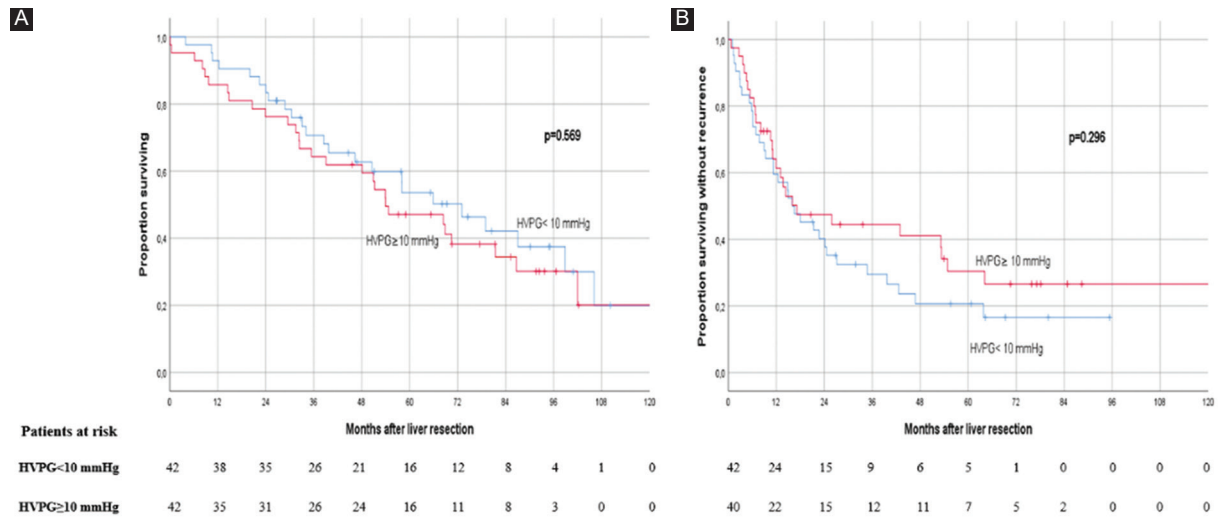 A
B
Proportion surviving
1,0
0,8
0,6
0,4
0,2
0,0
p=0.569
HVPG< 10 mmHg
HVPG≥ 10 mmHg
0 12 24 36 48 60 72 84 96 108 120
Months after liver resection
Proportion surviving without recurrence
1,0
0,8
0,6
0,4
0,2
0,0
p=0.296
HVPG≥ 10 mmHg
HVPG< 10 mmHg
0 12 24 36 48 60 72 84 96 108 120
Months after liver resection
Patients at risk
HVPG<10 mmHg 42 38 35 26 21 16 12 8 4 1 0 42 24 15 9 6 5 1 0 0 0 0
HVPG≥10 mmHg 42 35 31 26 24 16 11 8 3 0 0 40 22 15 12 11 7 5 2 0 0 0